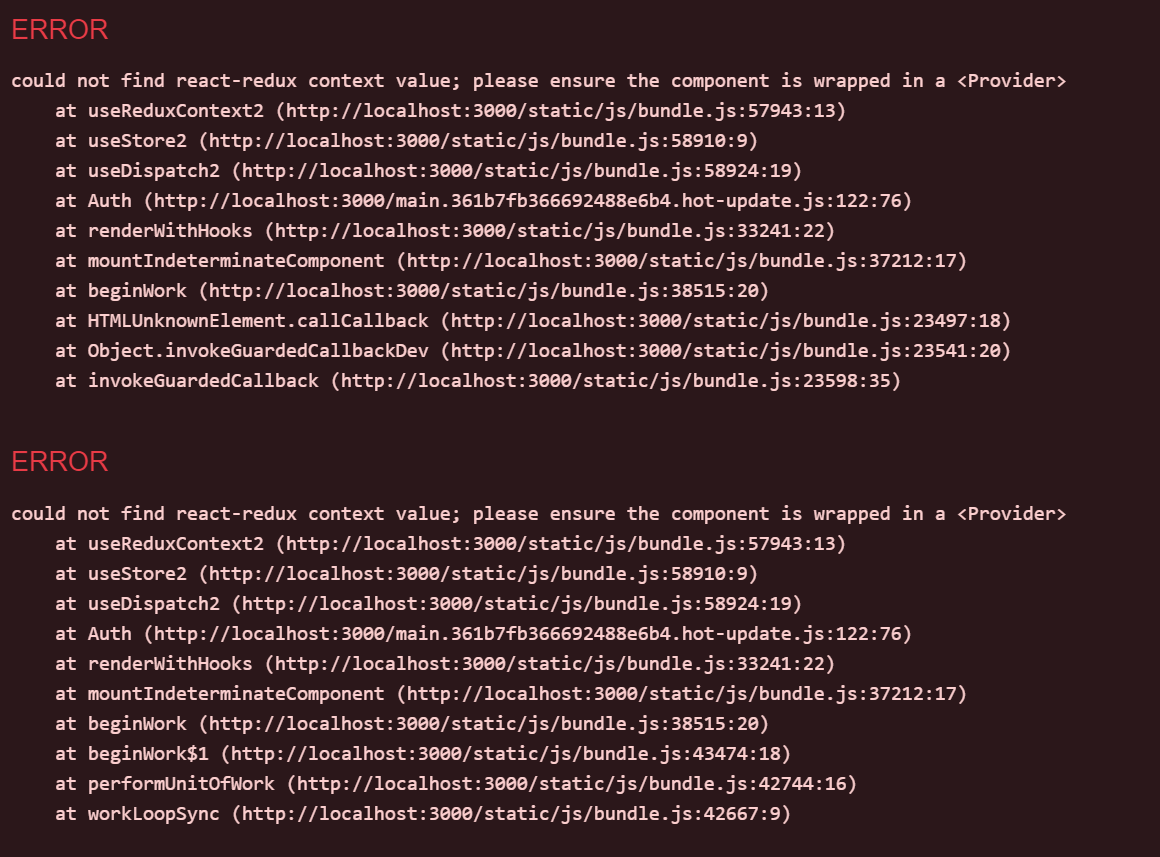 ERROR
could not find react-redux context value; please ensure the component is wrapped in a <Provider>
at useReduxContext2 (http://localhost:3000/static/js/bundle.js:57943:13)
at useStore2 (http://localhost:3000/static/js/bundle.js:58910:9)
at useDispatch2 (http://localhost:3000/static/js/bundle.js:58924:19)
at Auth (http://localhost:3000/main.361b7fb366692488e6b4.hot-update.js:122:76)
at renderWithHooks (http://localhost:3000/static/js/bundle.js:33241:22)
at mountIndeterminateComponent (http://localhost:3000/static/js/bundle.js:37212:17)
at beginWork (http://localhost:3000/static/js/bundle.js:38515:20)
at HTMLUnknownElement.callCallback (http://localhost:3000/static/js/bundle.js:23497:18)
at Object.invokeGuardedCallbackDev (http://localhost:3000/static/js/bundle.js:23541:20)
at invokeGuardedCallback (http://localhost:3000/static/js/bundle.js:23598:35)
ERROR
could not find react-redux context value; please ensure the component is wrapped in a <Provider>
at useReduxContext2 (http://localhost:3000/static/js/bundle.js:57943:13)
at useStore2 (http://localhost:3000/static/js/bundle.js:58910:9)
at useDispatch2 (http://localhost:3000/static/js/bundle.js:58924:19)
at Auth (http://localhost:3000/main.361b7fb366692488e6b4.hot-update.js:122:76)
at renderWithHooks (http://localhost:3000/static/js/bundle.js:33241:22)
at mountIndeterminateComponent (http://localhost:3000/static/js/bundle.js:37212:17)
at beginWork (http://localhost:3000/static/js/bundle.js:38515:20)
at beginWork$1 (http://localhost:3000/static/js/bundle.js:43474:18)
at performUnitOfWork (http://localhost:3000/static/js/bundle.js:42744:16)
at workLoopSync (http://localhost:3000/static/js/bundle.js:42667:9)